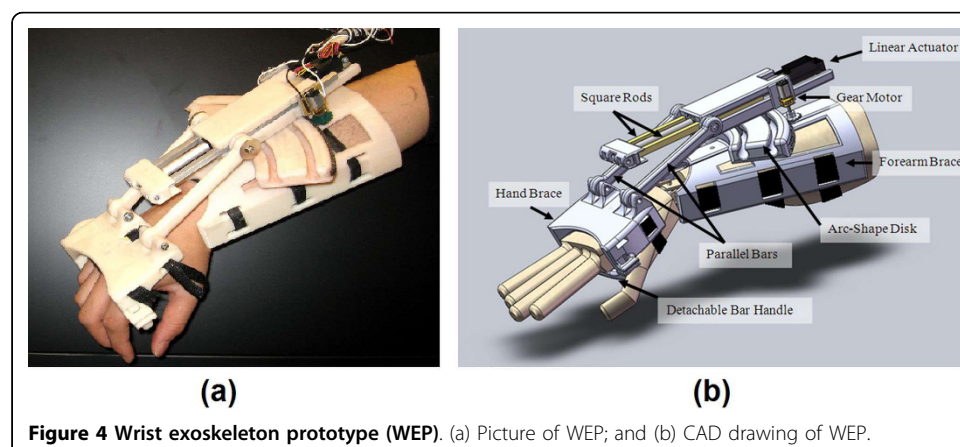 Linear Actuator
Square Rods
Gear Motor
Forearm Brace
Hand Brace
Arc-Shape Disk
Parallel Bars
Detachable Bar Handle
(a)
(b)
Figure 4 Wrist exoskeleton prototype (WEP). (a) Picture of WEP; and (b) CAD drawing of WEP.